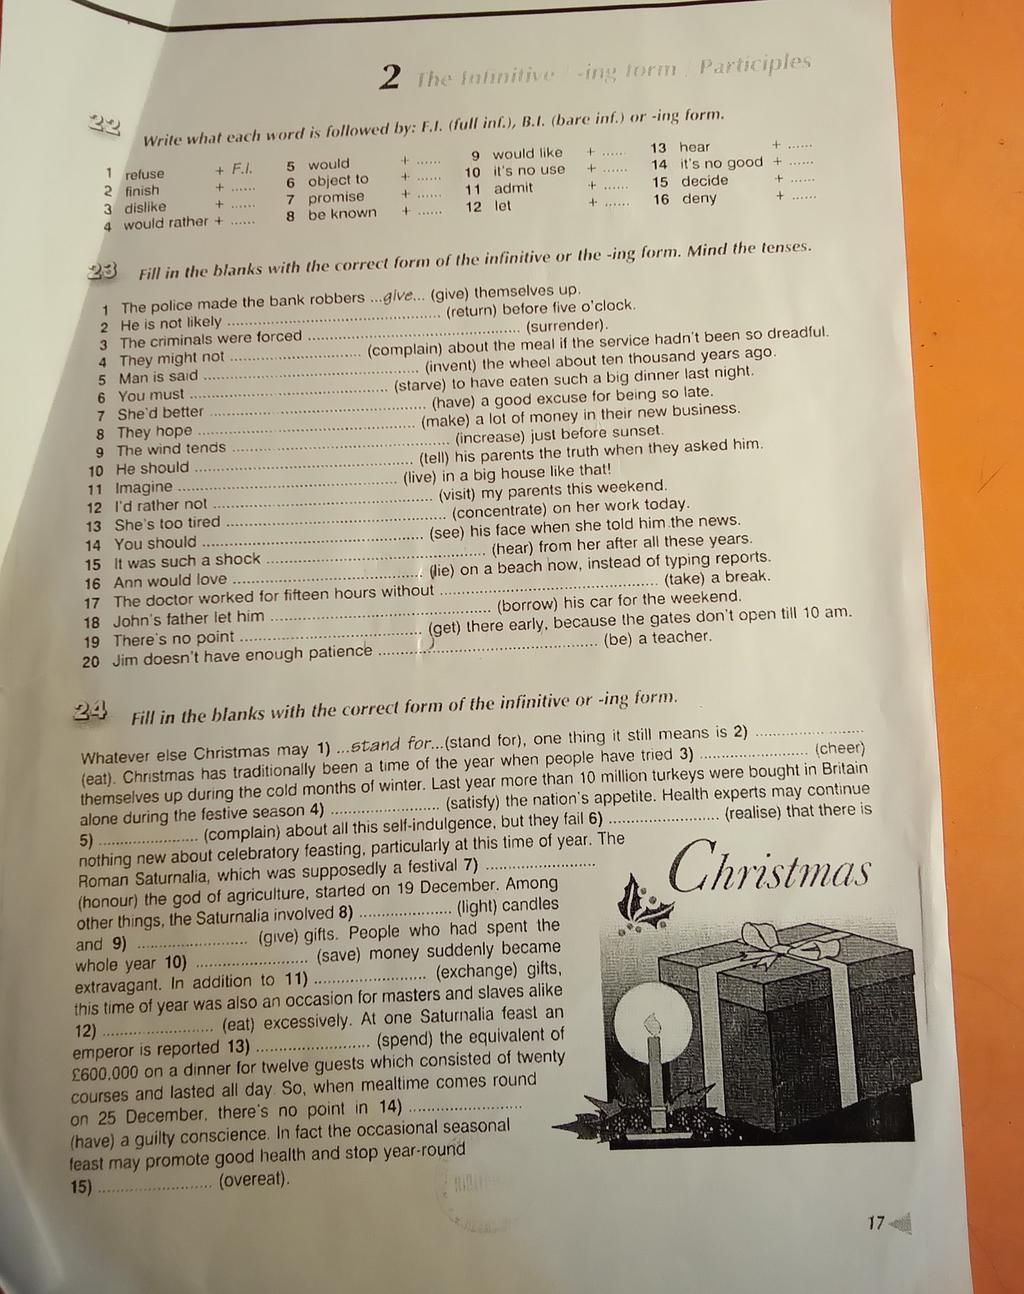 2 The Infinitive / -ing form / Participles
22 Write what each word is followed by: F.I. (full inf.), B.I. (bare inf.) or -ing form.
1 refuse + F.I. 5 would + ...... 9 would like + ...... 13 hear + ......
2 finish + ...... 6 object to + ...... 10 it's no use + ...... 14 it's no good + ......
3 dislike + ...... 7 promise + ...... 11 admit + ...... 15 decide + ......
4 would rather + ...... 8 be known + ...... 12 let + ...... 16 deny + ......
23 Fill in the blanks with the correct form of the infinitive or the -ing form. Mind the tenses.
1 The police made the bank robbers ...give... (give) themselves up.
2 He is not likely ........................ (return) before five o'clock.
3 The criminals were forced ........................ (surrender).
4 They might not ........................ (complain) about the meal if the service hadn't been so dreadful.
5 Man is said ........................ (invent) the wheel about ten thousand years ago.
6 You must ........................ (starve) to have eaten such a big dinner last night.
7 She'd better ........................ (have) a good excuse for being so late.
8 They hope ........................ (make) a lot of money in their new business.
9 The wind tends ........................ (increase) just before sunset.
10 He should ........................ (tell) his parents the truth when they asked him.
11 Imagine ........................ (live) in a big house like that!
12 I'd rather not ........................ (visit) my parents this weekend.
13 She's too tired ........................ (concentrate) on her work today.
14 You should ........................ (see) his face when she told him the news.
15 It was such a shock ........................ (hear) from her after all these years.
16 Ann would love ........................ (lie) on a beach now, instead of typing reports.
17 The doctor worked for fifteen hours without ........................ (take) a break.
18 John's father let him ........................ (borrow) his car for the weekend.
19 There's no point ........................ (get) there early, because the gates don't open till 10 am.
20 Jim doesn't have enough patience ........................ (be) a teacher.
24 Fill in the blanks with the correct form of the infinitive or -ing form.
Whatever else Christmas may 1) ...stand for...(stand for), one thing it still means is 2) ........................
(eat). Christmas has traditionally been a time of the year when people have tried 3) ........................ (cheer)
themselves up during the cold months of winter. Last year more than 10 million turkeys were bought in Britain
alone during the festive season 4) ........................ (satisfy) the nation's appetite. Health experts may continue
5) ........................ (complain) about all this self-indulgence, but they fail 6) ........................ (realise) that there is
nothing new about celebratory feasting, particularly at this time of year. The
Roman Saturnalia, which was supposedly a festival 7) ........................
(honour) the god of agriculture, started on 19 December. Among
other things, the Saturnalia involved 8) ........................ (light) candles
and 9) ........................ (give) gifts. People who had spent the
whole year 10) ........................ (save) money suddenly became
extravagant. In addition to 11) ........................ (exchange) gifts,
this time of year was also an occasion for masters and slaves alike
12) ........................ (eat) excessively. At one Saturnalia feast an
emperor is reported 13) ........................ (spend) the equivalent of
£600,000 on a dinner for twelve guests which consisted of twenty
courses and lasted all day. So, when mealtime comes round
on 25 December, there's no point in 14) ........................
(have) a guilty conscience. In fact the occasional seasonal
feast may promote good health and stop year-round
15) ........................ (overeat).
Christmas
17